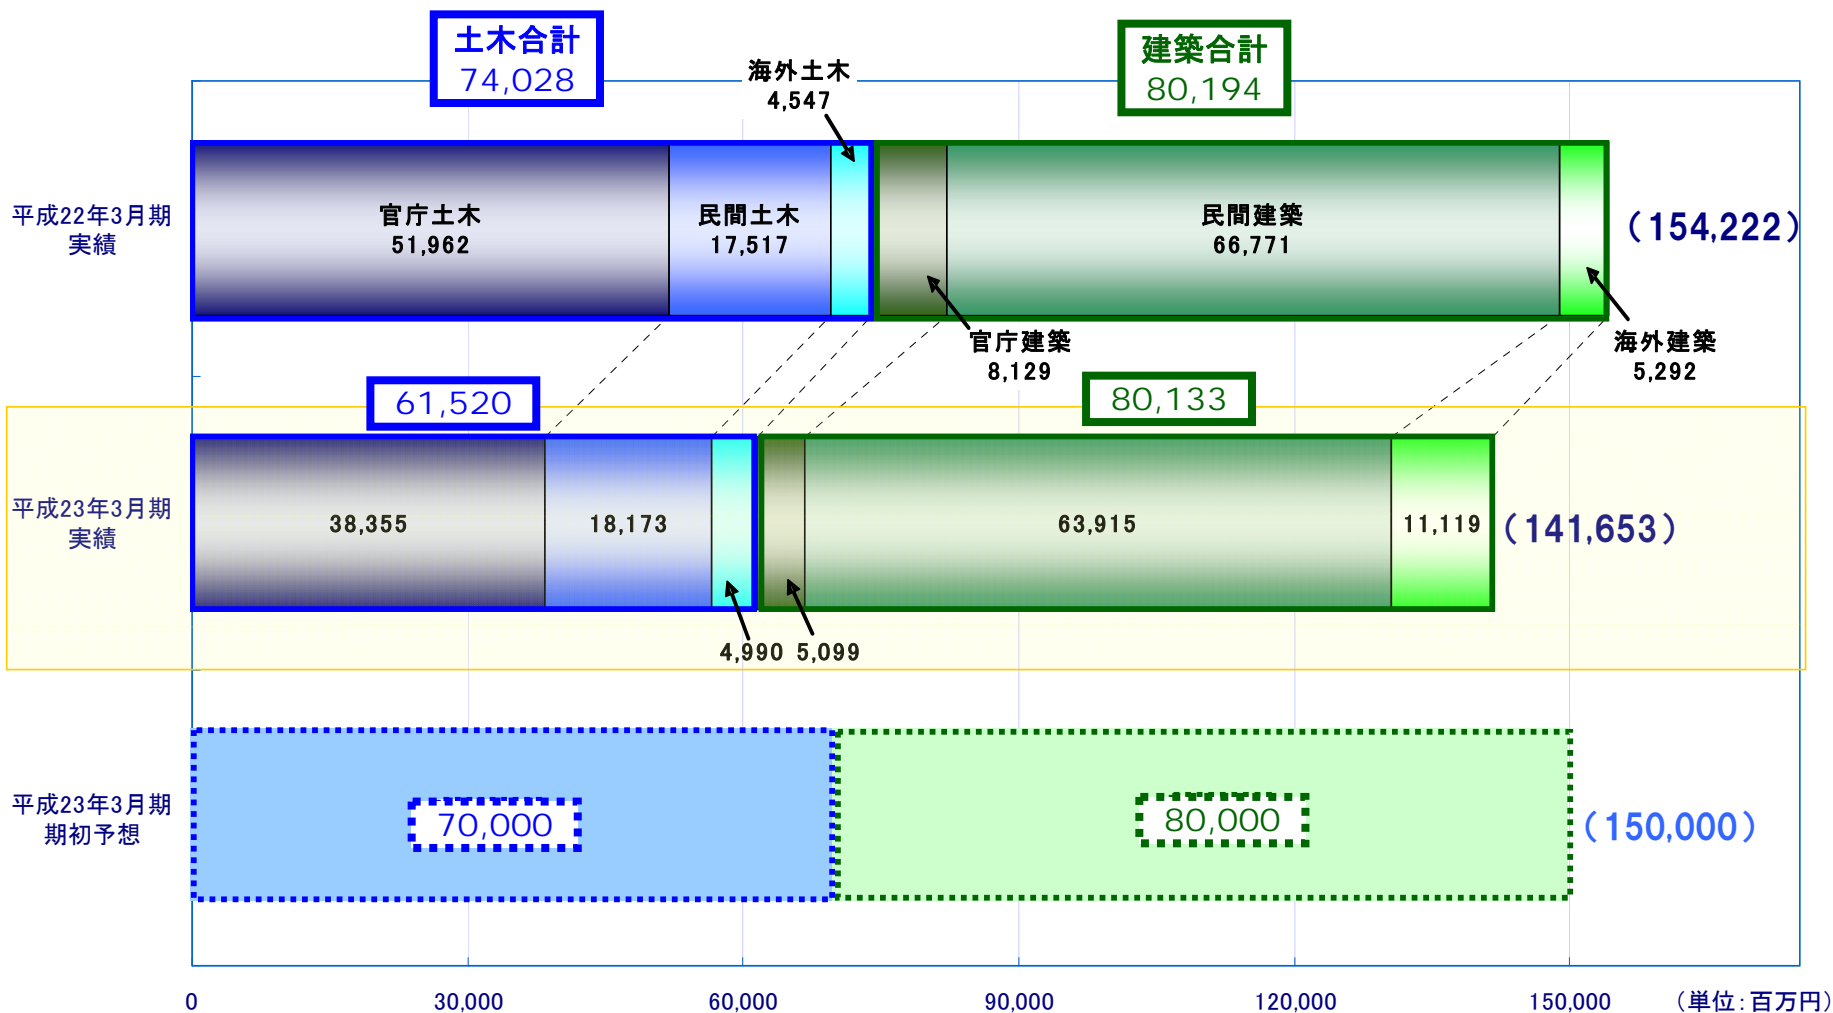 土木合計
74,028
海外土木
4,547
建築合計
80,194
平成22年3月期
実績
官庁土木
51,962
民間土木
17,517
民間建築
66,771
（154,222）
官庁建築
8,129
海外建築
5,292
61,520
80,133
平成23年3月期
実績
38,355
18,173
63,915
11,119
（141,653）
4,990
5,099
平成23年3月期
期初予想
70,000
80,000
（150,000）
0
30,000
60,000
90,000
120,000
150,000
（単位：百万円）